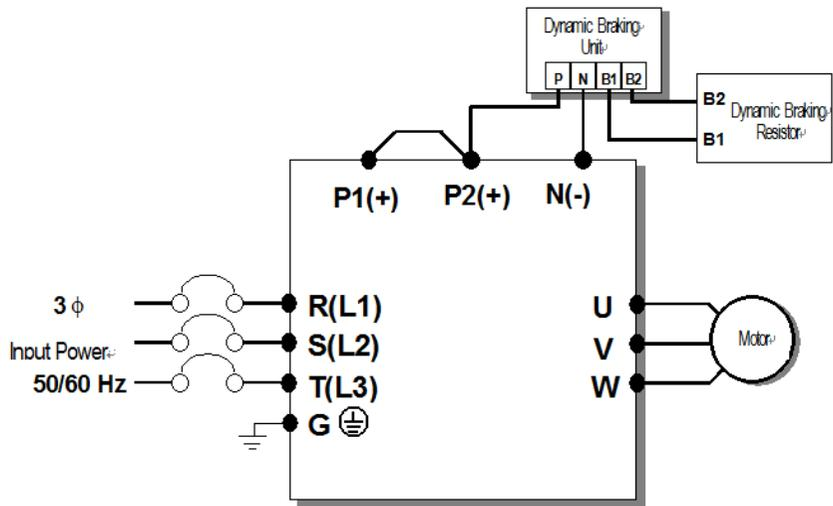 Dynamic Braking
Unit
P N B1 B2
B2
Dynamic Braking
Resistor
B1
P1(+) P2(+) N(-)
3 ϕ
R(L1)
U
Input Power
S(L2)
V
Motor
50/60 Hz
T(L3)
W
G